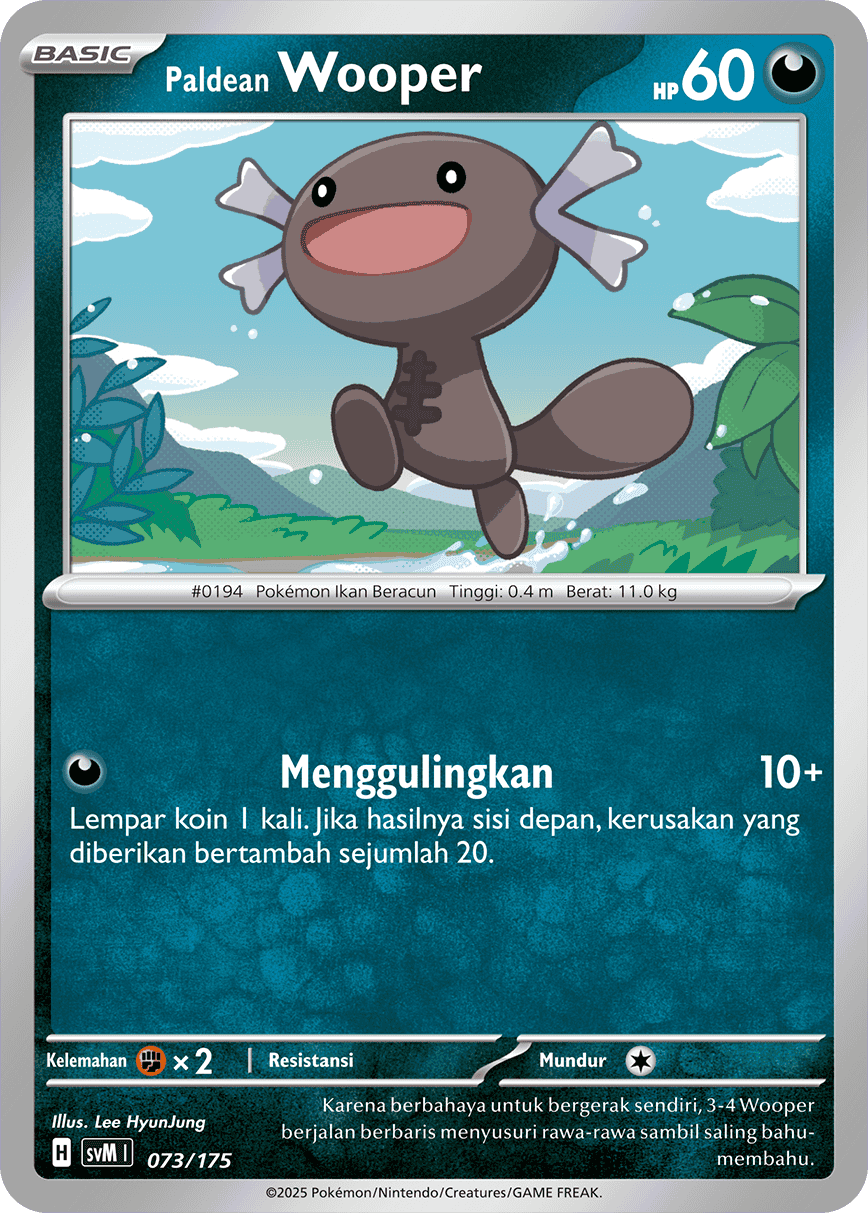 BASIC
Paldean Wooper
HP 60
#0194 Pokémon Ikan Beracun Tinggi: 0.4 m Berat: 11.0 kg
Menggulingkan 10+
Lempar koin 1 kali. Jika hasilnya sisi depan, kerusakan yang
diberikan bertambah sejumlah 20.
Kelemahan ×2 Resistansi Mundur
Karena berbahaya untuk bergerak sendiri, 3-4 Wooper
berjalan berbaris menyusuri rawa-rawa sambil saling bahu-
membahu.
Illus. Lee HyunJung
H svM I 073/175
©2025 Pokémon/Nintendo/Creatures/GAME FREAK.